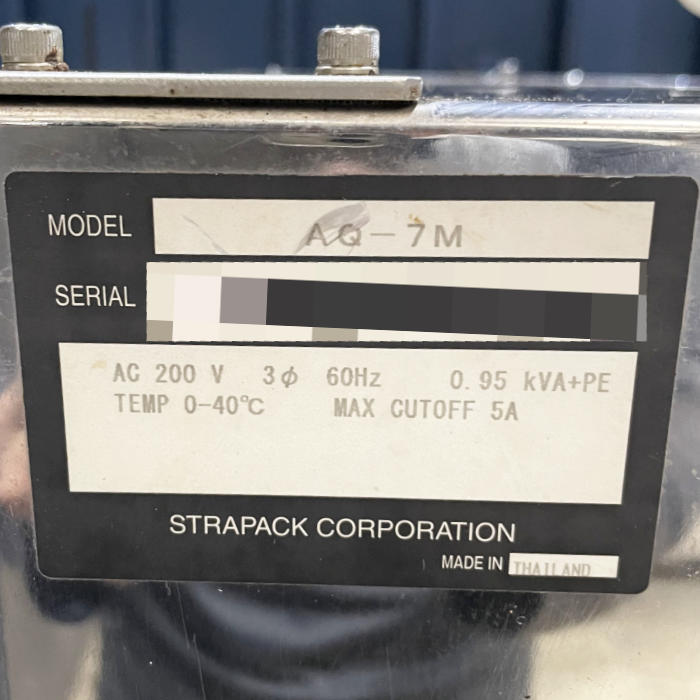 MODEL AQ-7M
SERIAL
AC 200 V 3φ 60Hz 0.95 kVA+PE
TEMP 0-40℃ MAX CUTOFF 5A
STRAPACK CORPORATION
MADE IN THAILAND